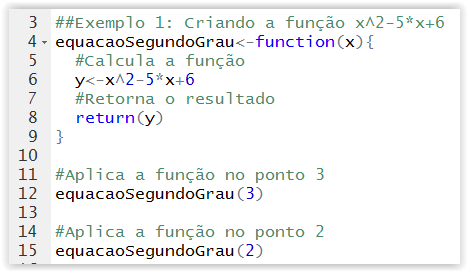 3 ##Exemplo 1: Criando a função x^2-5*x+6
4 equacaoSegundoGrau<-function(x){
5 #Calcula a função
6 y<-x^2-5*x+6
7 #Retorna o resultado
8 return(y)
9 }
10
11 #Aplica a função no ponto 3
12 equacaoSegundoGrau(3)
13
14 #Aplica a função no ponto 2
15 equacaoSegundoGrau(2)